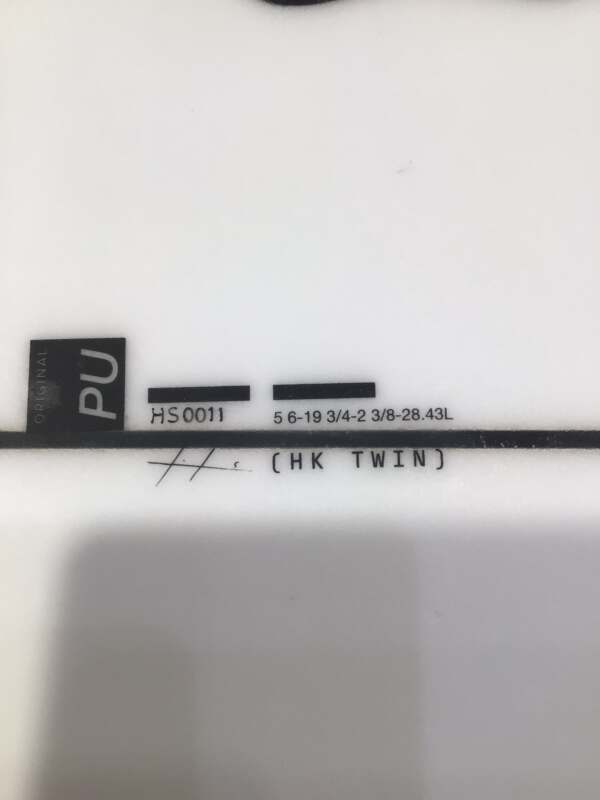 ORIGINAL
PU
HS0011
5 6-19 3/4-2 3/8-28.43L
(HK TWIN)